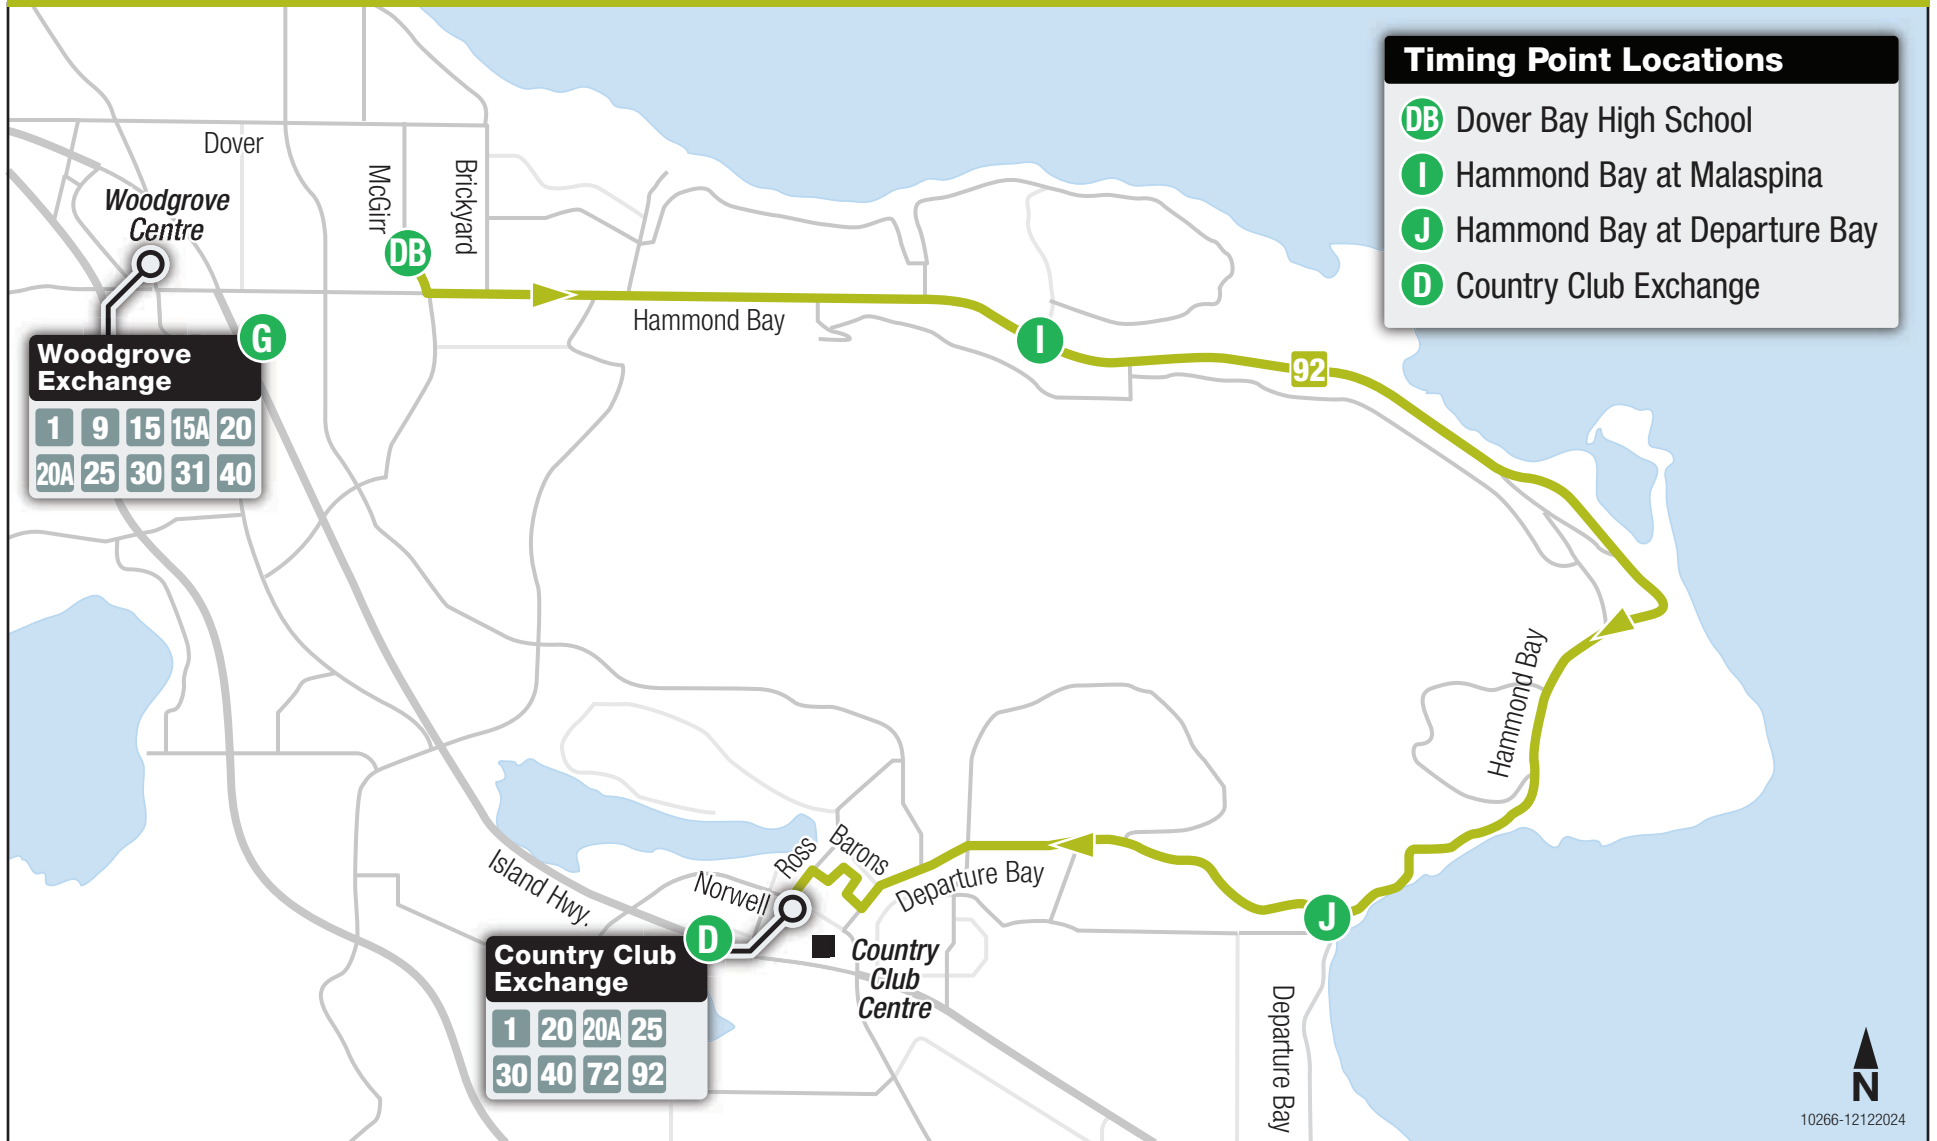 Timing Point Locations
DB Dover Bay High School
I Hammond Bay at Malaspina
J Hammond Bay at Departure Bay
D Country Club Exchange
Dover
McGirr
Brickyard
Woodgrove
Centre
DB
Hammond Bay
G
I
Woodgrove
Exchange
1 9 15 15A 20
20A 25 30 31 40
92
Hammond Bay
Ross
Barons
Island Hwy.
Norwell
Departure Bay
J
D
Country Club
Exchange
1 20 20A 25
30 40 72 92
Country
Club
Centre
Departure Bay
N
10266-12122024